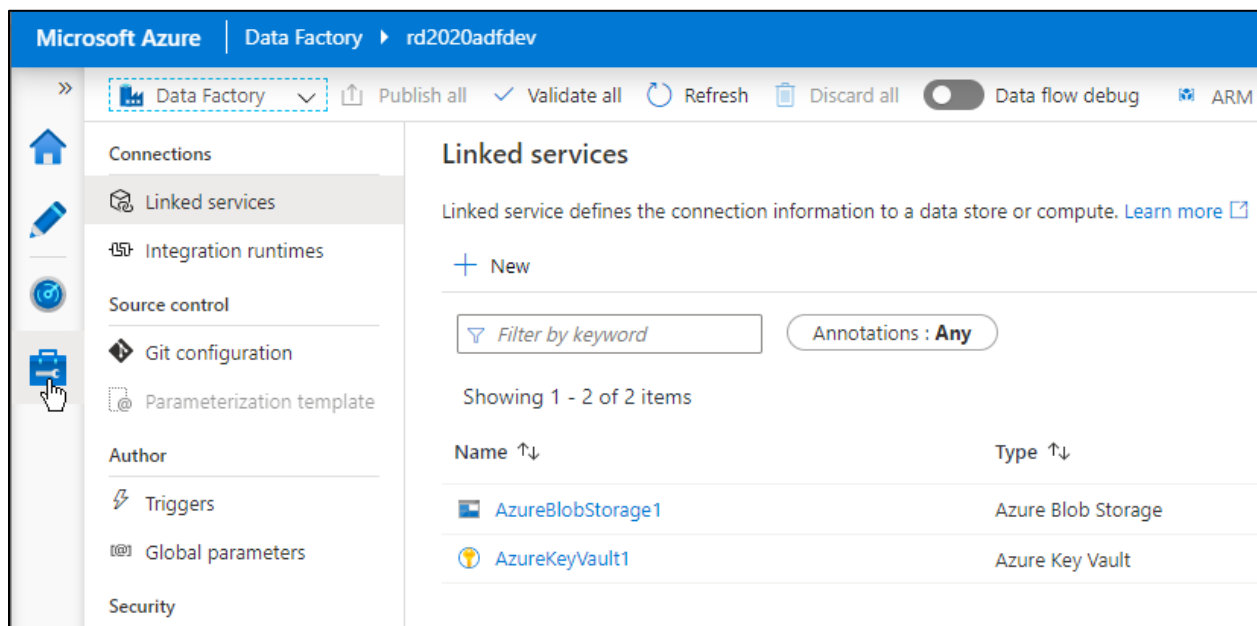 Microsoft Azure Data Factory rd2020adfdev
Data Factory Publish all Validate all Refresh Discard all Data flow debug ARM
Connections
Linked services
Integration runtimes
Source control
Git configuration
Parameterization template
Author
Triggers
Global parameters
Security
Linked services
Linked service defines the connection information to a data store or compute. Learn more
New
Filter by keyword Annotations : Any
Showing 1 - 2 of 2 items
Name Type
AzureBlobStorage1 Azure Blob Storage
AzureKeyVault1 Azure Key Vault